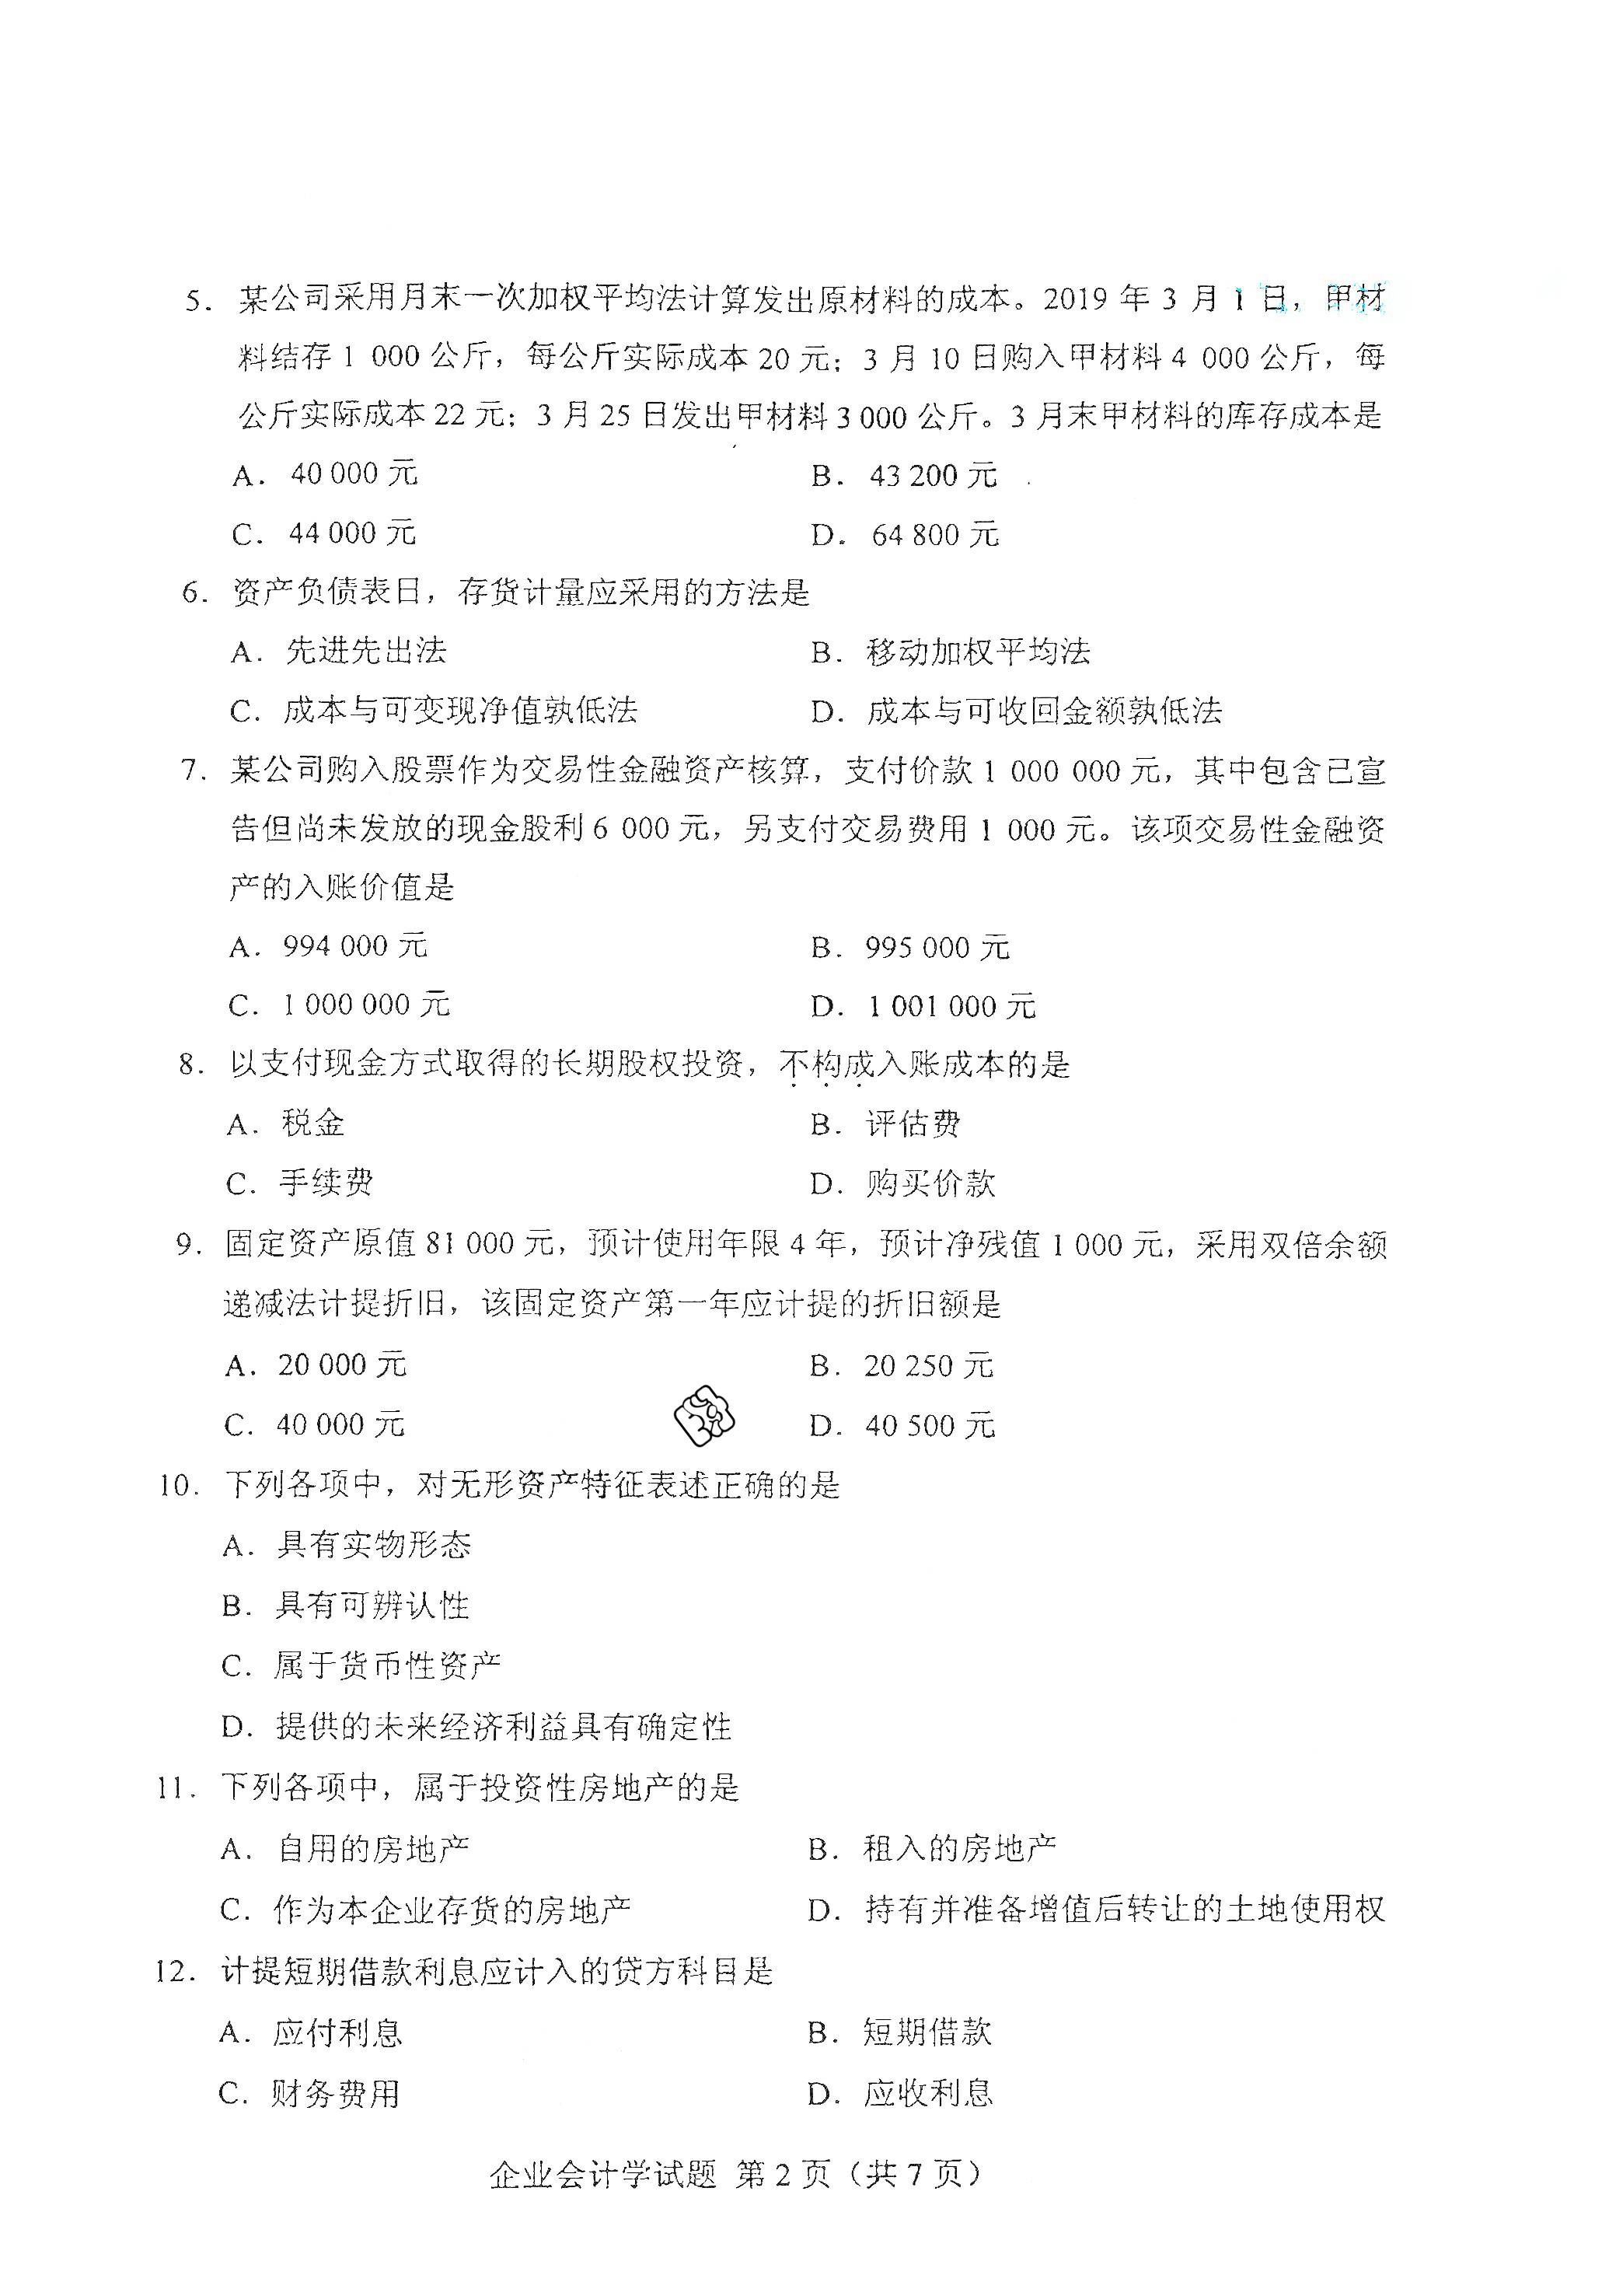 5. 某公司采用月末一次加权平均法计算发出原材料的成本。2019 年 3 月 1 日，甲材
料结存 1 000 公斤，每公斤实际成本 20 元；3 月 10 日购入甲材料 4 000 公斤，每
公斤实际成本 22 元；3 月 25 日发出甲材料 3 000 公斤。3 月末甲材料的库存成本是
A. 40 000 元 B. 43 200 元
C. 44 000 元 D. 64 800 元
6. 资产负债表日，存货计量应采用的方法是
A. 先进先出法 B. 移动加权平均法
C. 成本与可变现净值孰低法 D. 成本与可收回金额孰低法
7. 某公司购入股票作为交易性金融资产核算，支付价款 1 000 000 元，其中包含已宣
告但尚未发放的现金股利 6 000 元，另支付交易费用 1 000 元。该项交易性金融资
产的入账价值是
A. 994 000 元 B. 995 000 元
C. 1 000 000 元 D. 1 001 000 元
8. 以支付现金方式取得的长期股权投资，不构成入账成本的是
A. 税金 B. 评估费
C. 手续费 D. 购买价款
9. 固定资产原值 81 000 元，预计使用年限 4 年，预计净残值 1 000 元，采用双倍余额
递减法计提折旧，该固定资产第一年应计提的折旧额是
A. 20 000 元 B. 20 250 元
C. 40 000 元 D. 40 500 元
10. 下列各项中，对无形资产特征表述正确的是
A. 具有实物形态
B. 具有可辨认性
C. 属于货币性资产
D. 提供的未来经济利益具有确定性
11. 下列各项中，属于投资性房地产的是
A. 自用的房地产 B. 租入的房地产
C. 作为本企业存货的房地产 D. 持有并准备增值后转让的土地使用权
12. 计提短期借款利息应计入的贷方科目是
A. 应付利息 B. 短期借款
C. 财务费用 D. 应收利息
企业会计学试题 第 2 页（共 7 页）